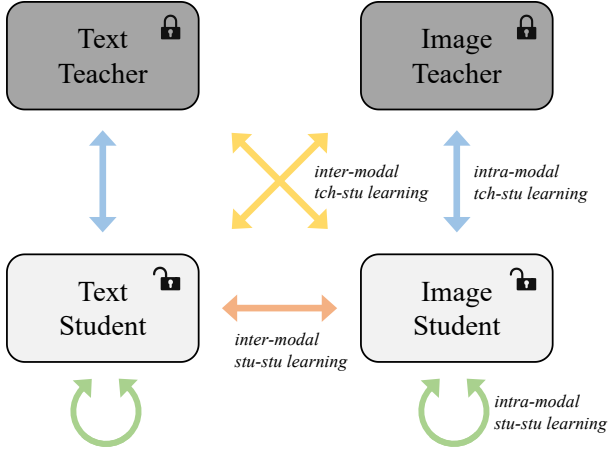 Text
Teacher
Image
Teacher
inter-modal
tch-stu learning
intra-modal
tch-stu learning
Text
Student
Image
Student
inter-modal
stu-stu learning
intra-modal
stu-stu learning